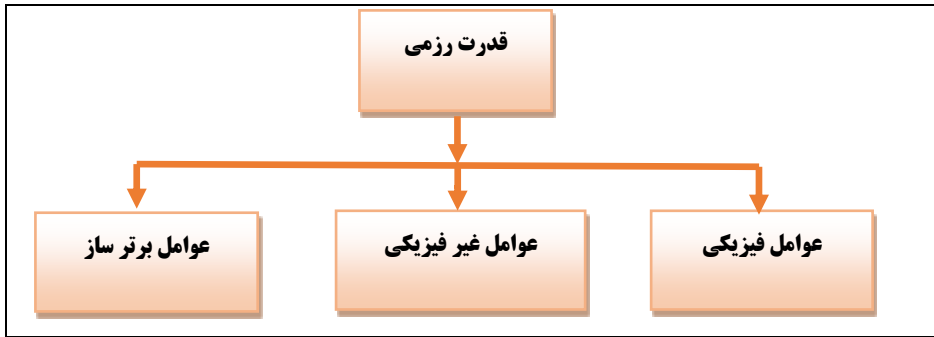 قدرت رزمی
عوامل فیزیکی
عوامل غیر فیزیکی
عوامل برتر ساز